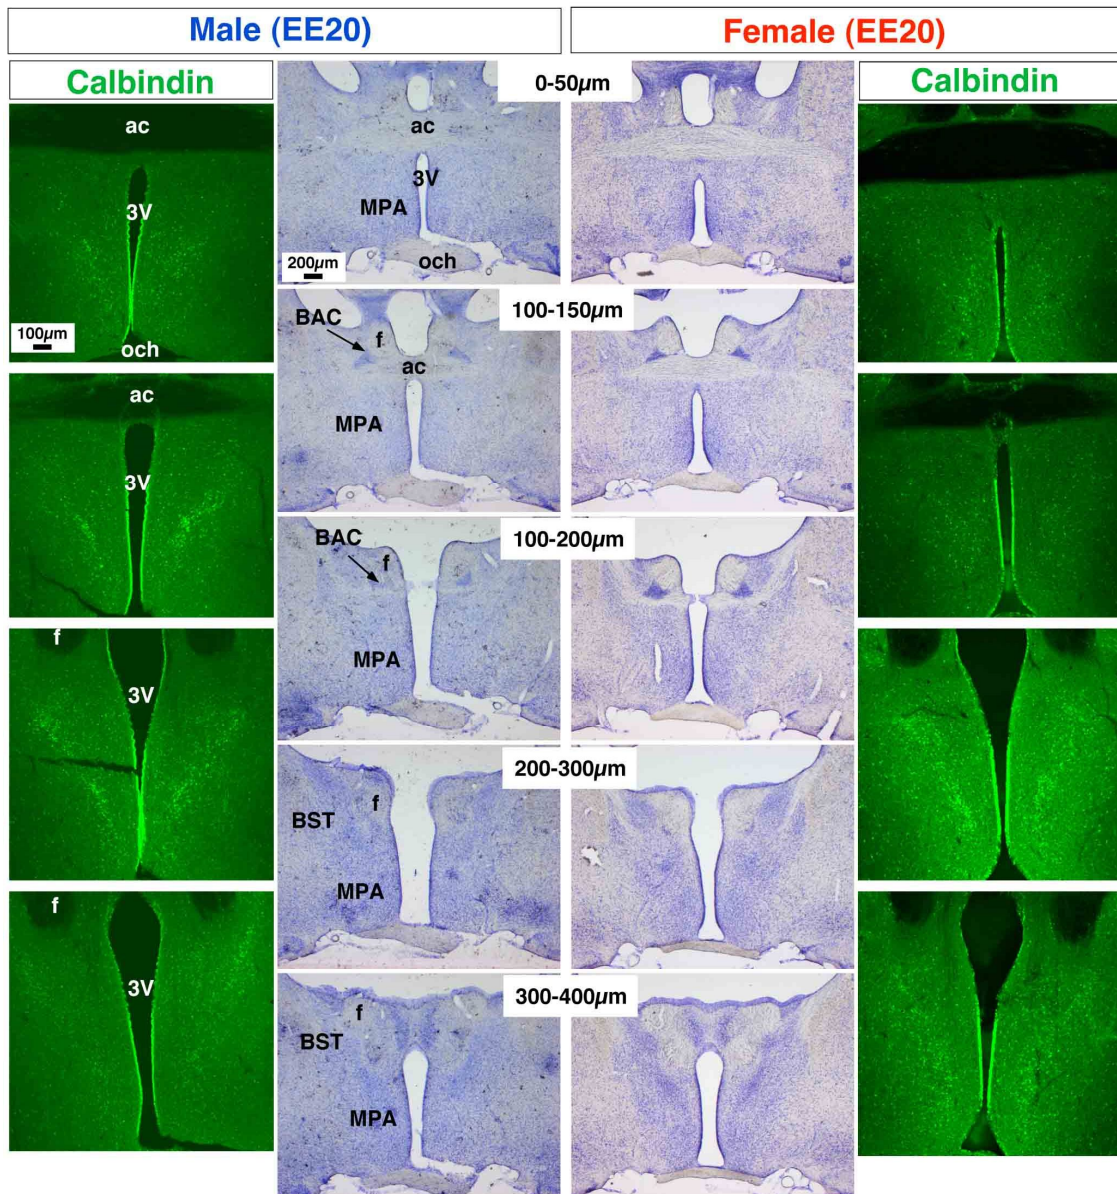 Male (EE20)
Female (EE20)
Calbindin
0-50µm
Calbindin
ac
3V
och
100µm
ac
3V
MPA
och
200µm
100-150µm
BAC
f
ac
MPA
ac
3V
100-200µm
BAC
f
MPA
f
3V
200-300µm
f
BST
MPA
f
3V
300-400µm
f
BST
MPA